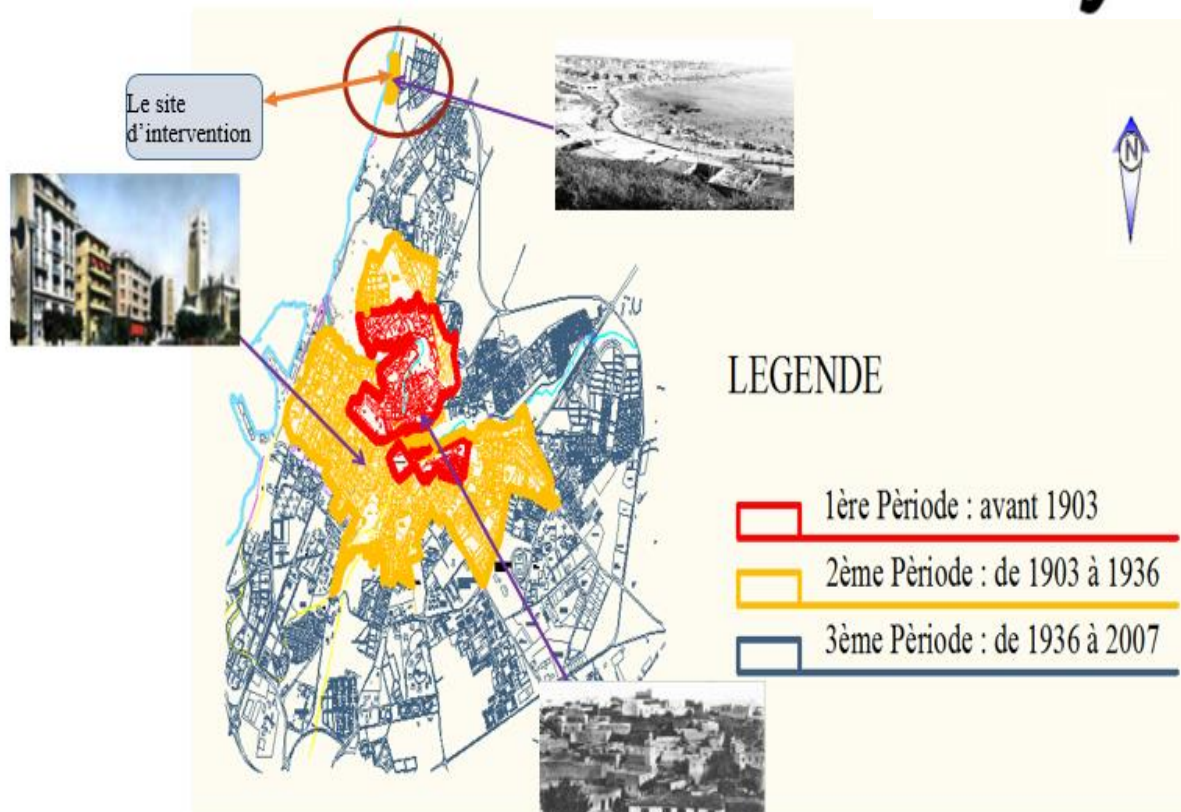 Le site
d'intervention
N
LEGENDE
1ère Pèriode : avant 1903
2ème Pèriode : de 1903 à 1936
3ème Pèriode : de 1936 à 2007